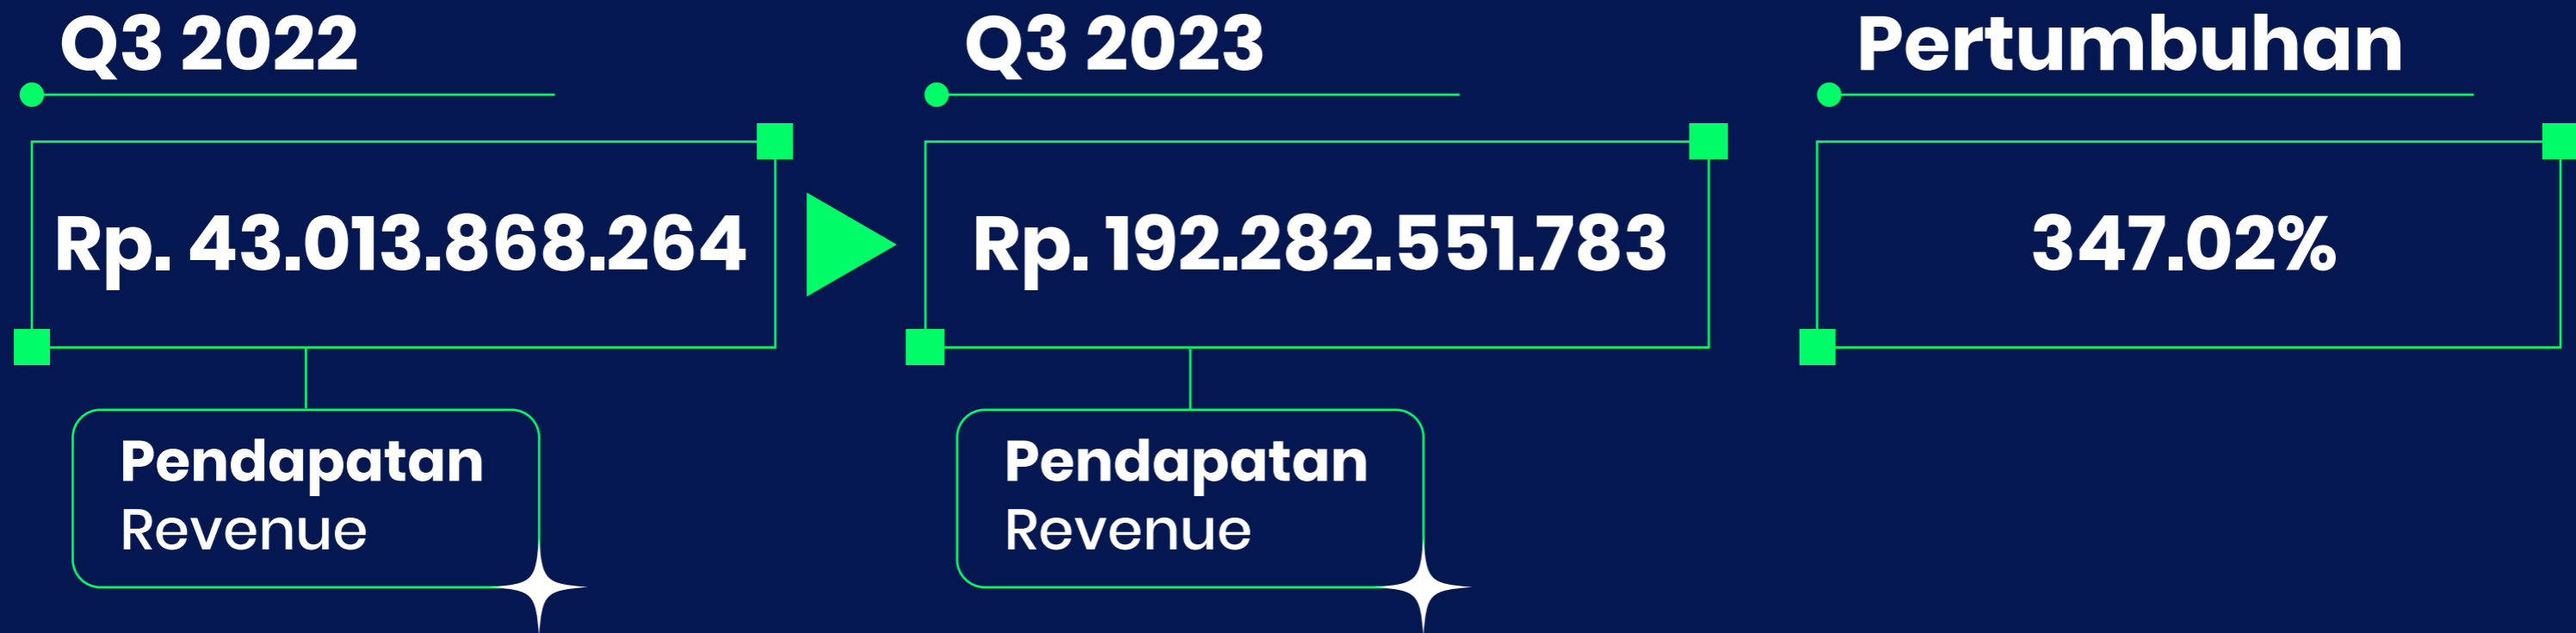 Q3 2022
Q3 2023
Pertumbuhan
Rp. 43.013.868.264
Rp. 192.282.551.783
347.02%
Pendapatan
Revenue
Pendapatan
Revenue